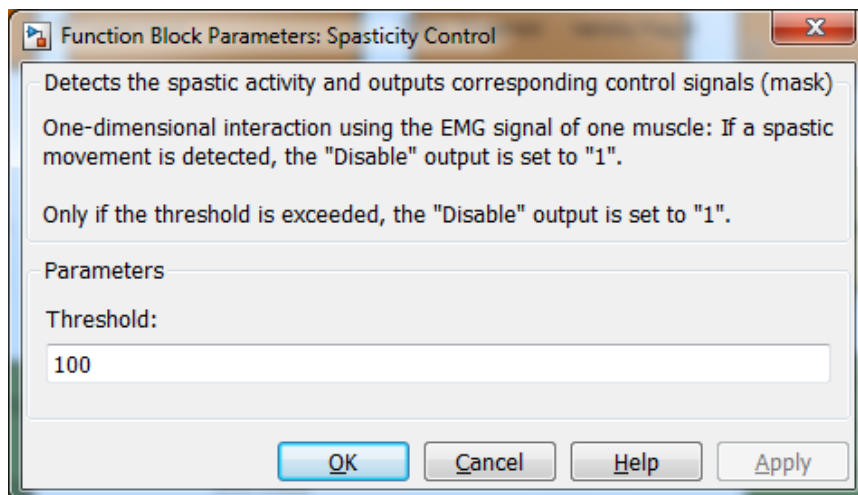 Function Block Parameters: Spasticity Control
Detects the spastic activity and outputs corresponding control signals (mask)
One-dimensional interaction using the EMG signal of one muscle: If a spastic
movement is detected, the "Disable" output is set to "1".
Only if the threshold is exceeded, the "Disable" output is set to "1".
Parameters
Threshold:
100
OK Cancel Help Apply